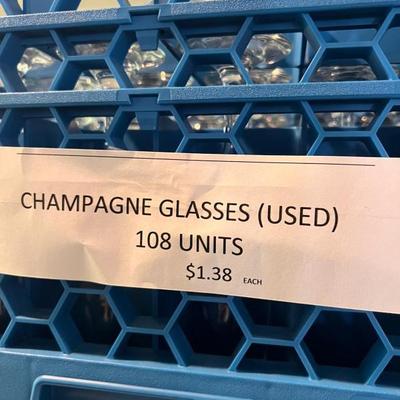 CHAMPAGNE GLASSES (USED)
108 UNITS
$1.38 EACH